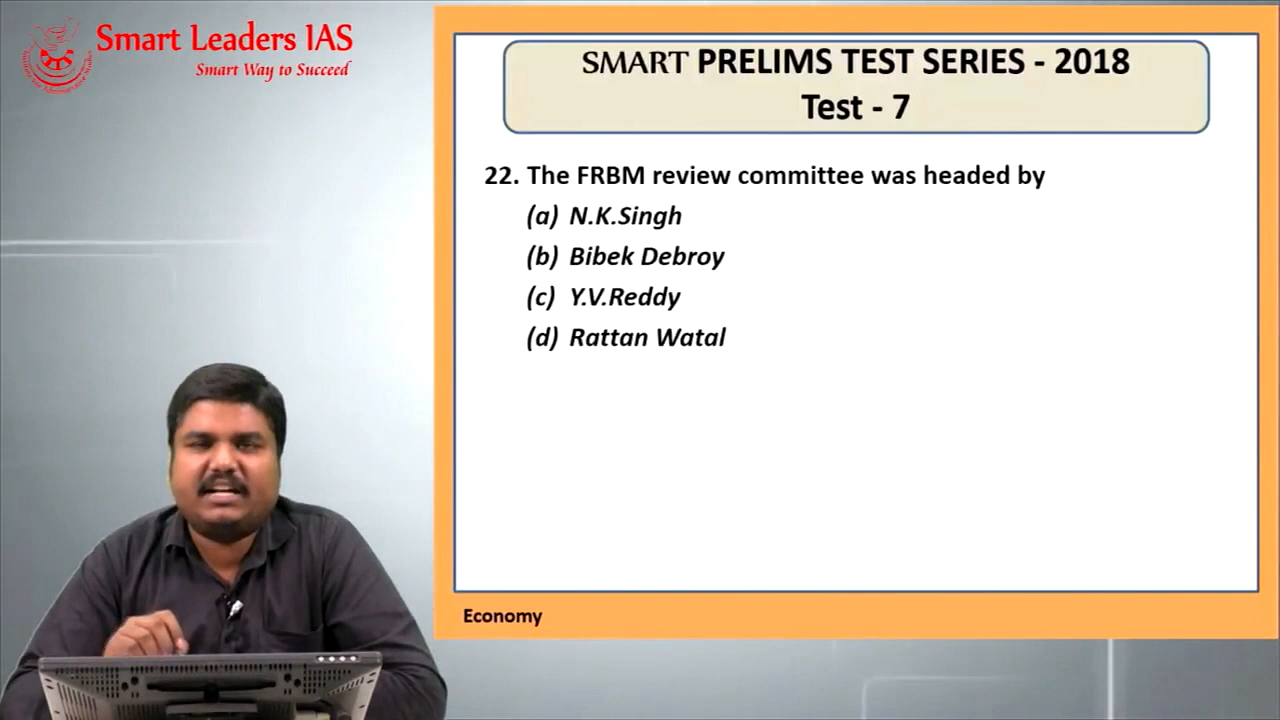 Smart Leaders IAS
Smart Way to Succeed
SMART PRELIMS TEST SERIES - 2018
Test - 7
22. The FRBM review committee was headed by
(a) N.K.Singh
(b) Bibek Debroy
(c) Y.V.Reddy
(d) Rattan Watal
Economy